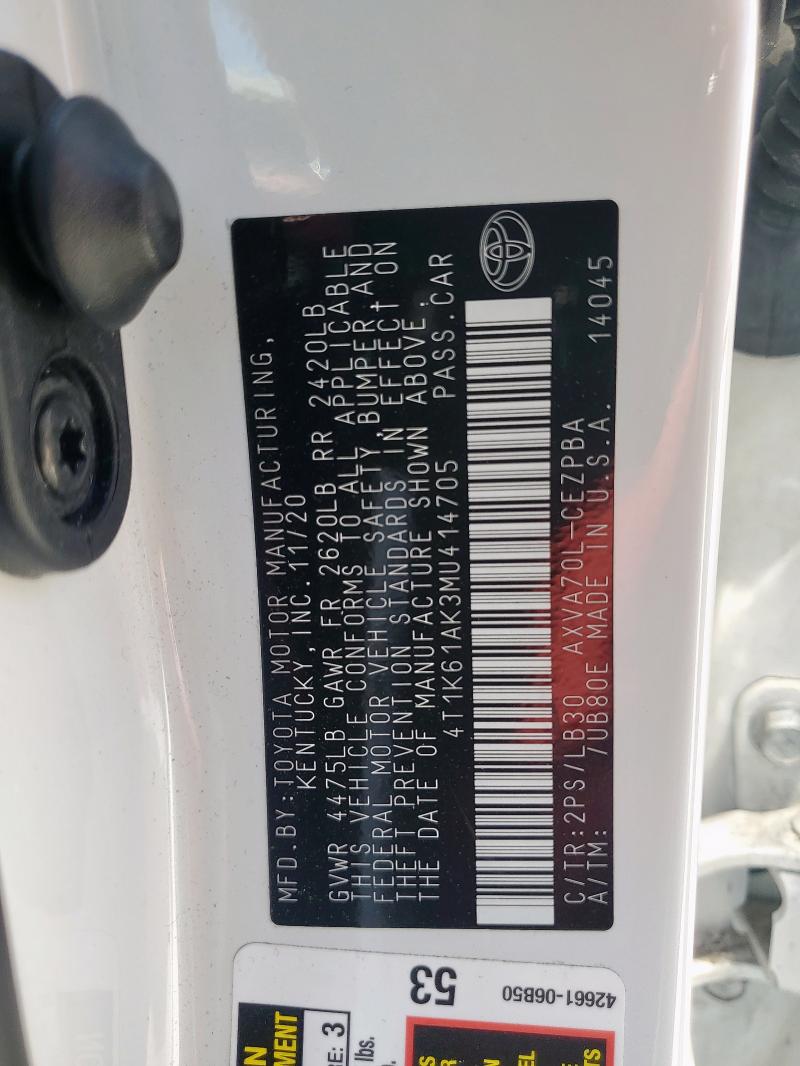 MFD.BY:TOYOTA MOTOR MANUFACTURING,
KENTUCKY,INC. 11/20
GVWR 4475LB GAWR FR 2620LB RR 2420LB
THIS VEHICLE CONFORMS TO ALL APPLICABLE
FEDERAL MOTOR VEHICLE SAFETY, BUMPER, AND
THEFT PREVENTION STANDARDS IN EFFECT ON
THE DATE OF MANUFACTURE SHOWN ABOVE.
4T1K61AK3MU414705 PASS.CAR
C/TR:2PS/LB30 AXVA70L-CEZPBA
A/TM: 7UB80E MADE IN U.S.A. 14045
53
42661-06B50
3
lbs.